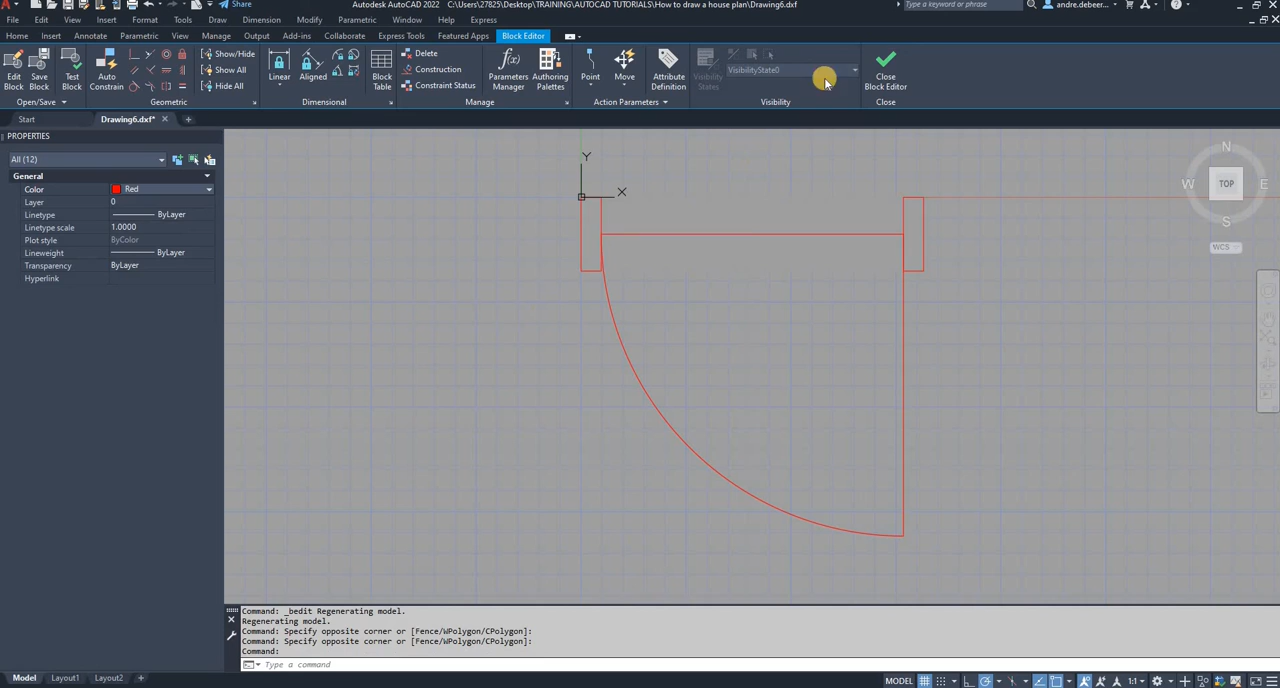 Share
Autodesk AutoCAD 2022 C:\Users\27825\Desktop\TRAINING\AUTOCAD TUTORIALS\How to draw a house plan\Drawing6.dxf
Type a keyword or phrase
andre.debeer...
File Edit View Insert Format Tools Draw Dimension Modify Parametric Window Help Express
Home Insert Annotate Parametric View Manage Output Add-ins Collaborate Express Tools Featured Apps Block Editor
Edit Block
Save Block
Test Block
Auto Constrain
Show/Hide
Show All
Hide All
Linear
Aligned
Block Table
Delete
Construction
Constraint Status
Parameters Manager
Authoring Palettes
Point
Move
Attribute Definition
Visibility States
VisibilityState0
Close Block Editor
Open/Save Geometric Dimensional Manage Action Parameters Visibility Close
Start Drawing6.dxf*
PROPERTIES
All (12)
General
Color Red
Layer 0
Linetype ByLayer
Linetype scale 1.0000
Plot style ByColor
Lineweight ByLayer
Transparency ByLayer
Hyperlink
Y
X
N
W TOP E
S
WCS
Command: _bedit Regenerating model.
Regenerating model.
Command: Specify opposite corner or [Fence/WPolygon/CPolygon]:
Command: Specify opposite corner or [Fence/WPolygon/CPolygon]:
Command:
Type a command
Model Layout1 Layout2
MODEL 1:1